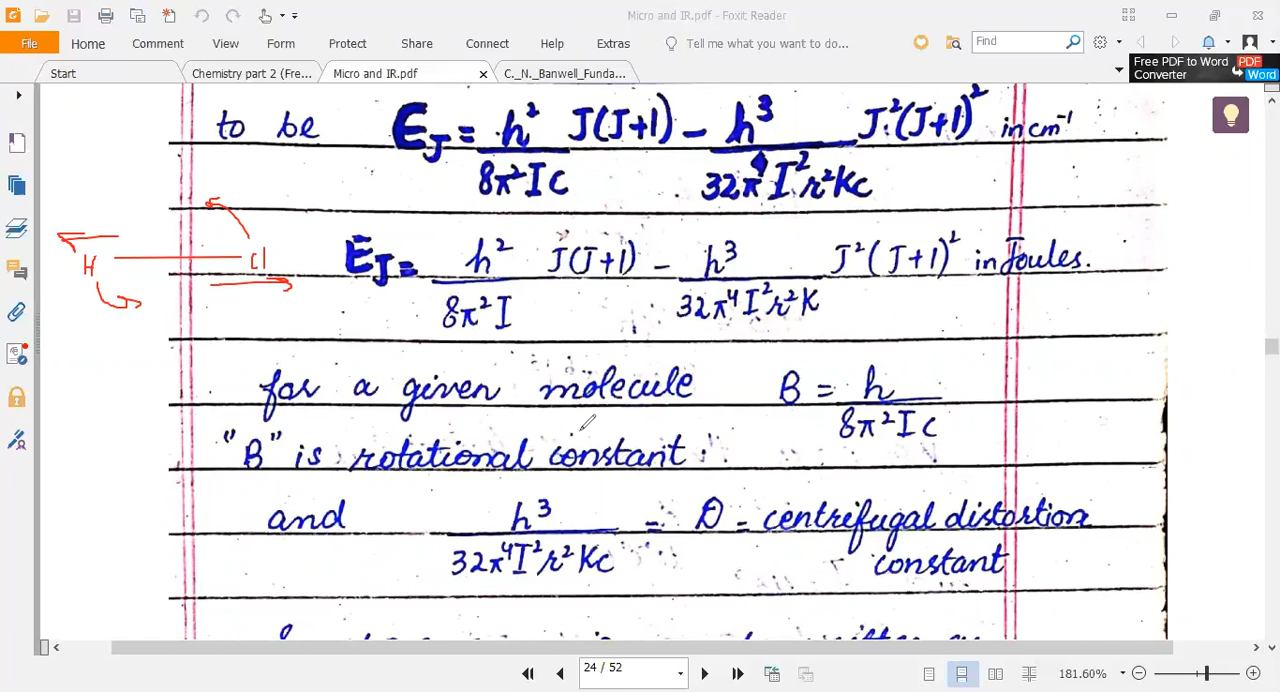 Micro and IR.pdf - Foxit Reader
File Home Comment View Form Protect Share Connect Help Extras Tell me what you want to do... Find
Start Chemistry part 2 (Fre... Micro and IR.pdf C._N._Banwell_Funda... Free PDF to Word Converter PDF Word
to be E_J = h²/8π²Ic J(J+1) - h³/32π⁴I²r²Kc J²(J+1)² in cm⁻¹
H Cl
E_J = h²/8π²I J(J+1) - h³/32π⁴I²r²K J²(J+1)² in Joules.
for a given molecule B = h/8π²Ic
"B" is rotational constant.
and h³/32π⁴I²r²Kc = D = centrifugal distortion
constant
24 / 52 181.60%